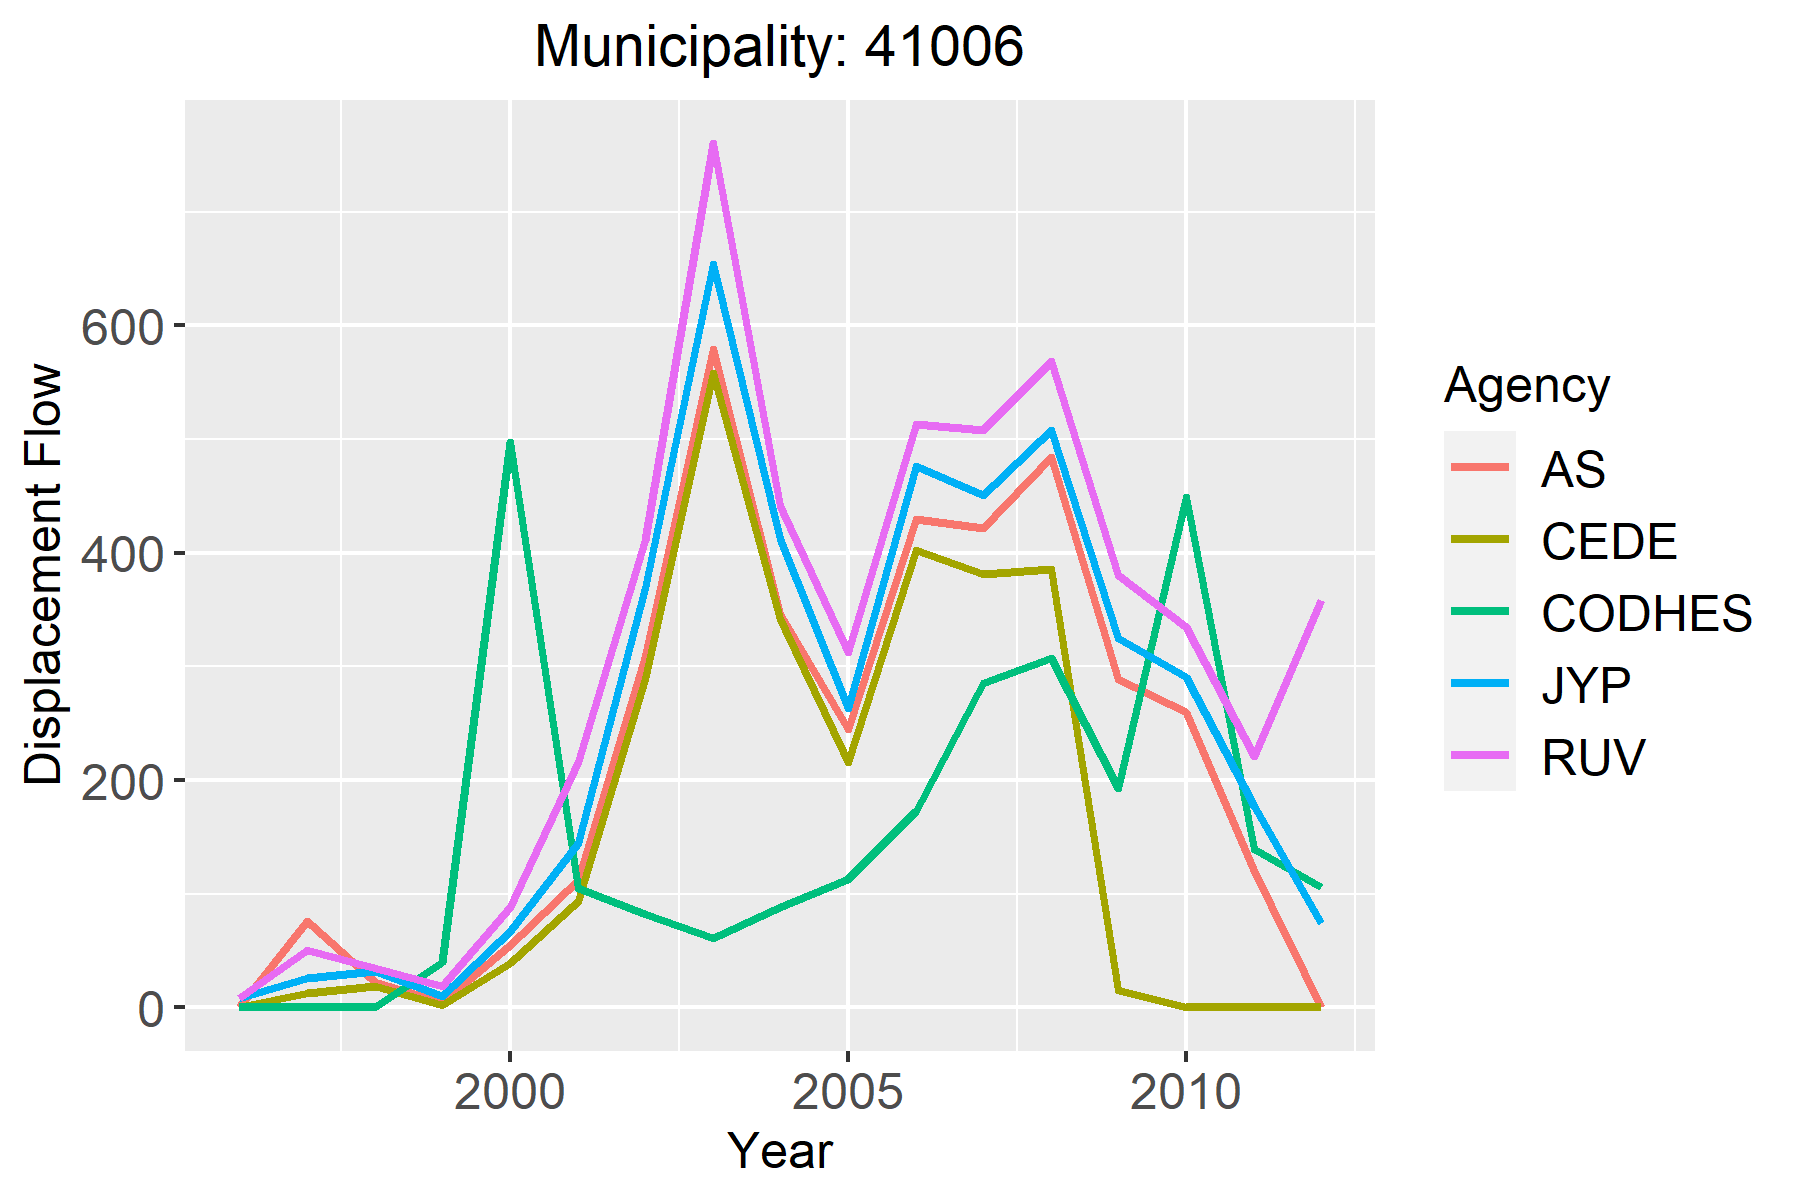 Municipality: 41006
Displacement Flow
600
400
200
0
2000
2005
2010
Year
Agency
AS
CEDE
CODHES
JYP
RUV